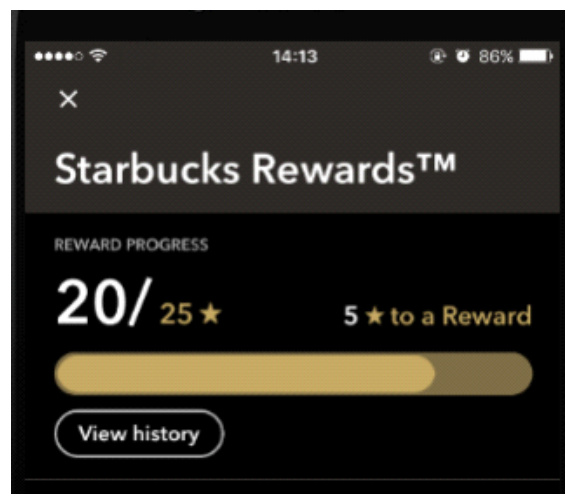 14:13 86%
×
Starbucks Rewards™
REWARD PROGRESS
20/25★ 5★ to a Reward
View history